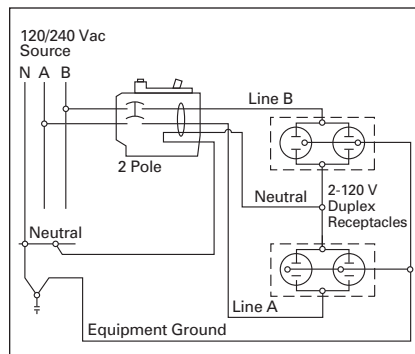 120/240 Vac
Source
N A B
Line B
2 Pole
Neutral
2-120 V
Duplex
Receptacles
Neutral
Line A
Equipment Ground